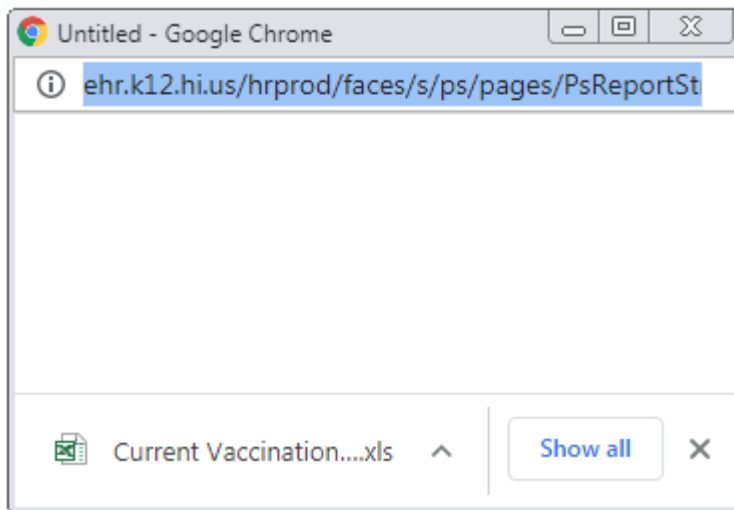 Untitled - Google Chrome
ehr.k12.hi.us/hrprod/faces/s/ps/pages/PsReportSt
Current Vaccination....xls
Show all